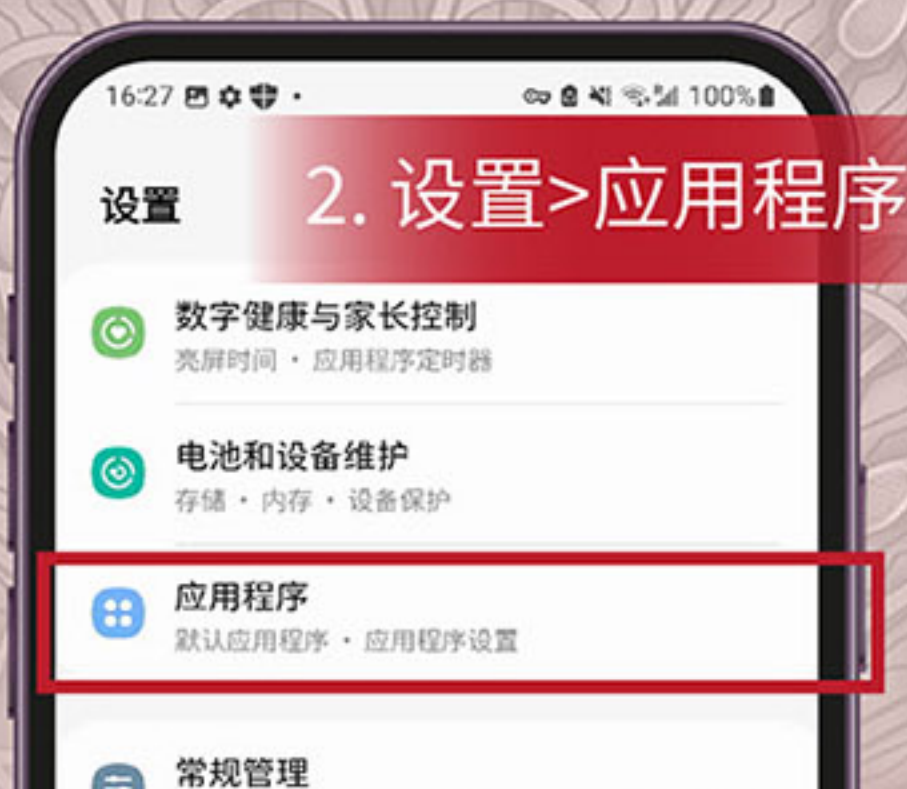 16:27
100%
2. 设置>应用程序
设置
数字健康与家长控制
亮屏时间 · 应用程序定时器
电池和设备维护
存储 · 内存 · 设备保护
应用程序
默认应用程序 · 应用程序设置
常规管理